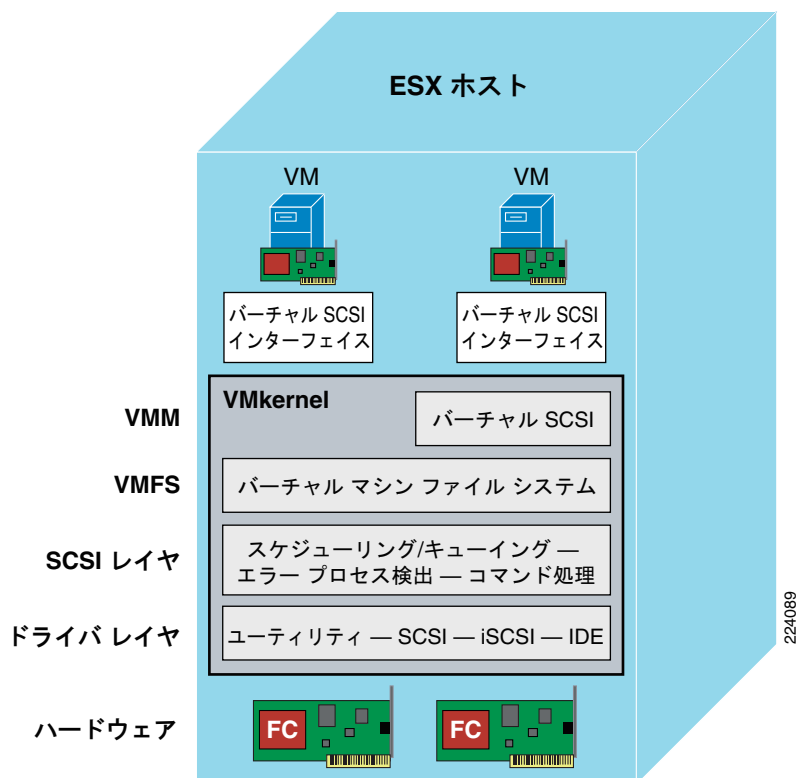 ESX ホスト
VM
VM
バーチャル SCSI
インターフェイス
バーチャル SCSI
インターフェイス
VMkernel
VMM
バーチャル SCSI
VMFS
バーチャル マシン ファイル システム
SCSI レイヤ
スケジューリング/キューイング —
エラー プロセス検出 — コマンド処理
ドライバ レイヤ
ユーティリティ — SCSI — iSCSI — IDE
ハードウェア
FC
FC
224089